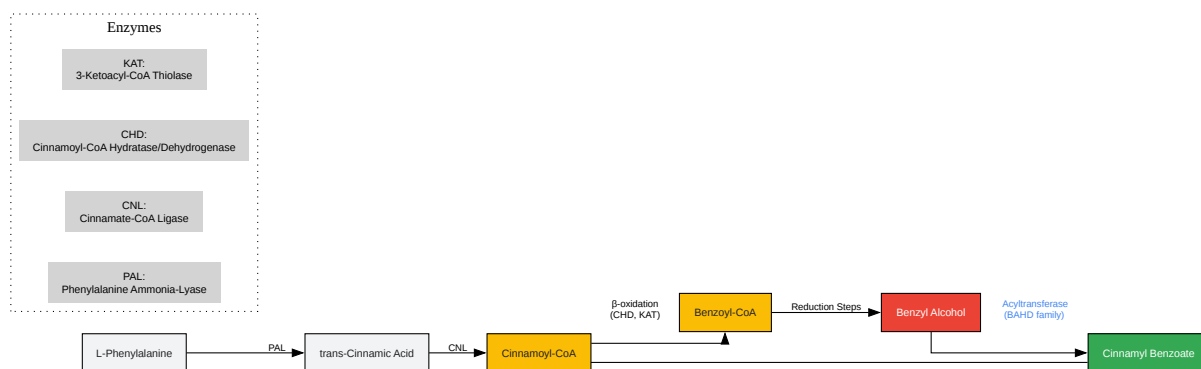 Enzymes
KAT:
3-Ketoacyl-CoA Thiolase
CHD:
Cinnamoyl-CoA Hydratase/Dehydrogenase
CNL:
Cinnamate-CoA Ligase
PAL:
Phenylalanine Ammonia-Lyase
L-Phenylalanine
PAL
trans-Cinnamic Acid
CNL
Cinnamoyl-CoA
β-oxidation
(CHD, KAT)
Benzoyl-CoA
Reduction Steps
Benzyl Alcohol
Acyltransferase
(BAHD family)
Cinnamyl Benzoate